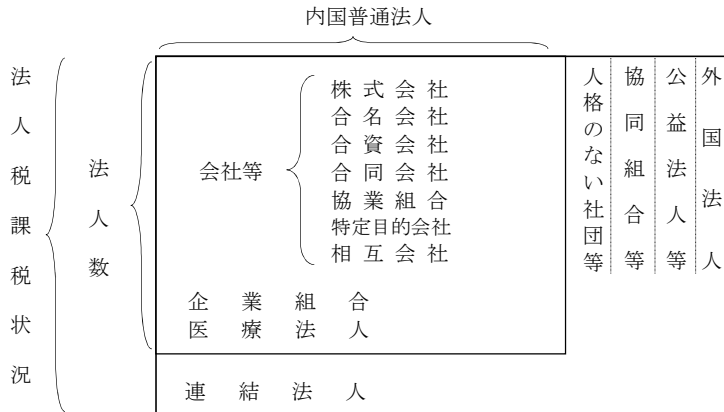 内国普通法人
法人税課税状況
法人数
会社等
株式会社
合名会社
合資会社
合同会社
協業組合
特定目的会社
相互会社
企業組合
医療法人
連結法人
人格のない社団等
協同組合等
公益法人等
外国法人